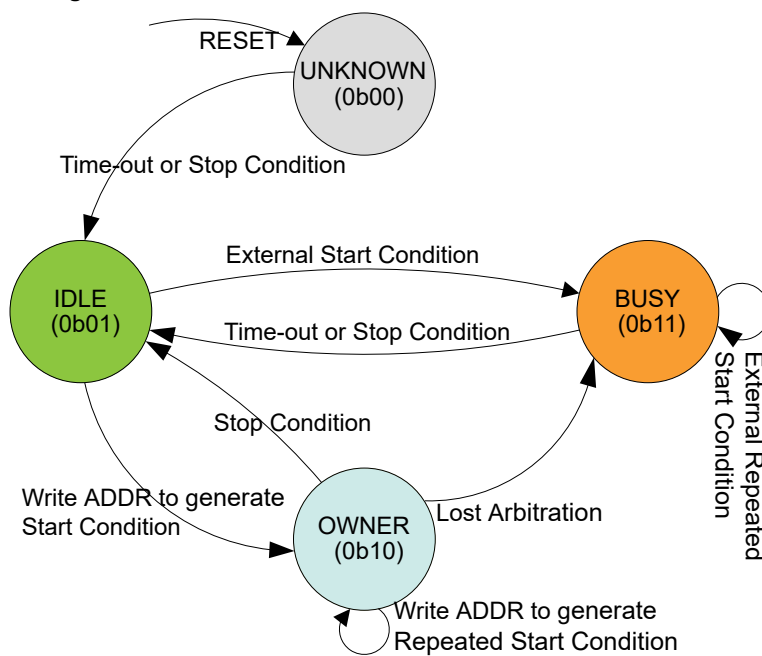 RESET
UNKNOWN
(0b00)
Time-out or Stop Condition
External Start Condition
IDLE
(0b01)
BUSY
(0b11)
Time-out or Stop Condition
External Repeated
Start Condition
Stop Condition
Write ADDR to generate
Start Condition
OWNER
(0b10)
Lost Arbitration
Write ADDR to generate
Repeated Start Condition